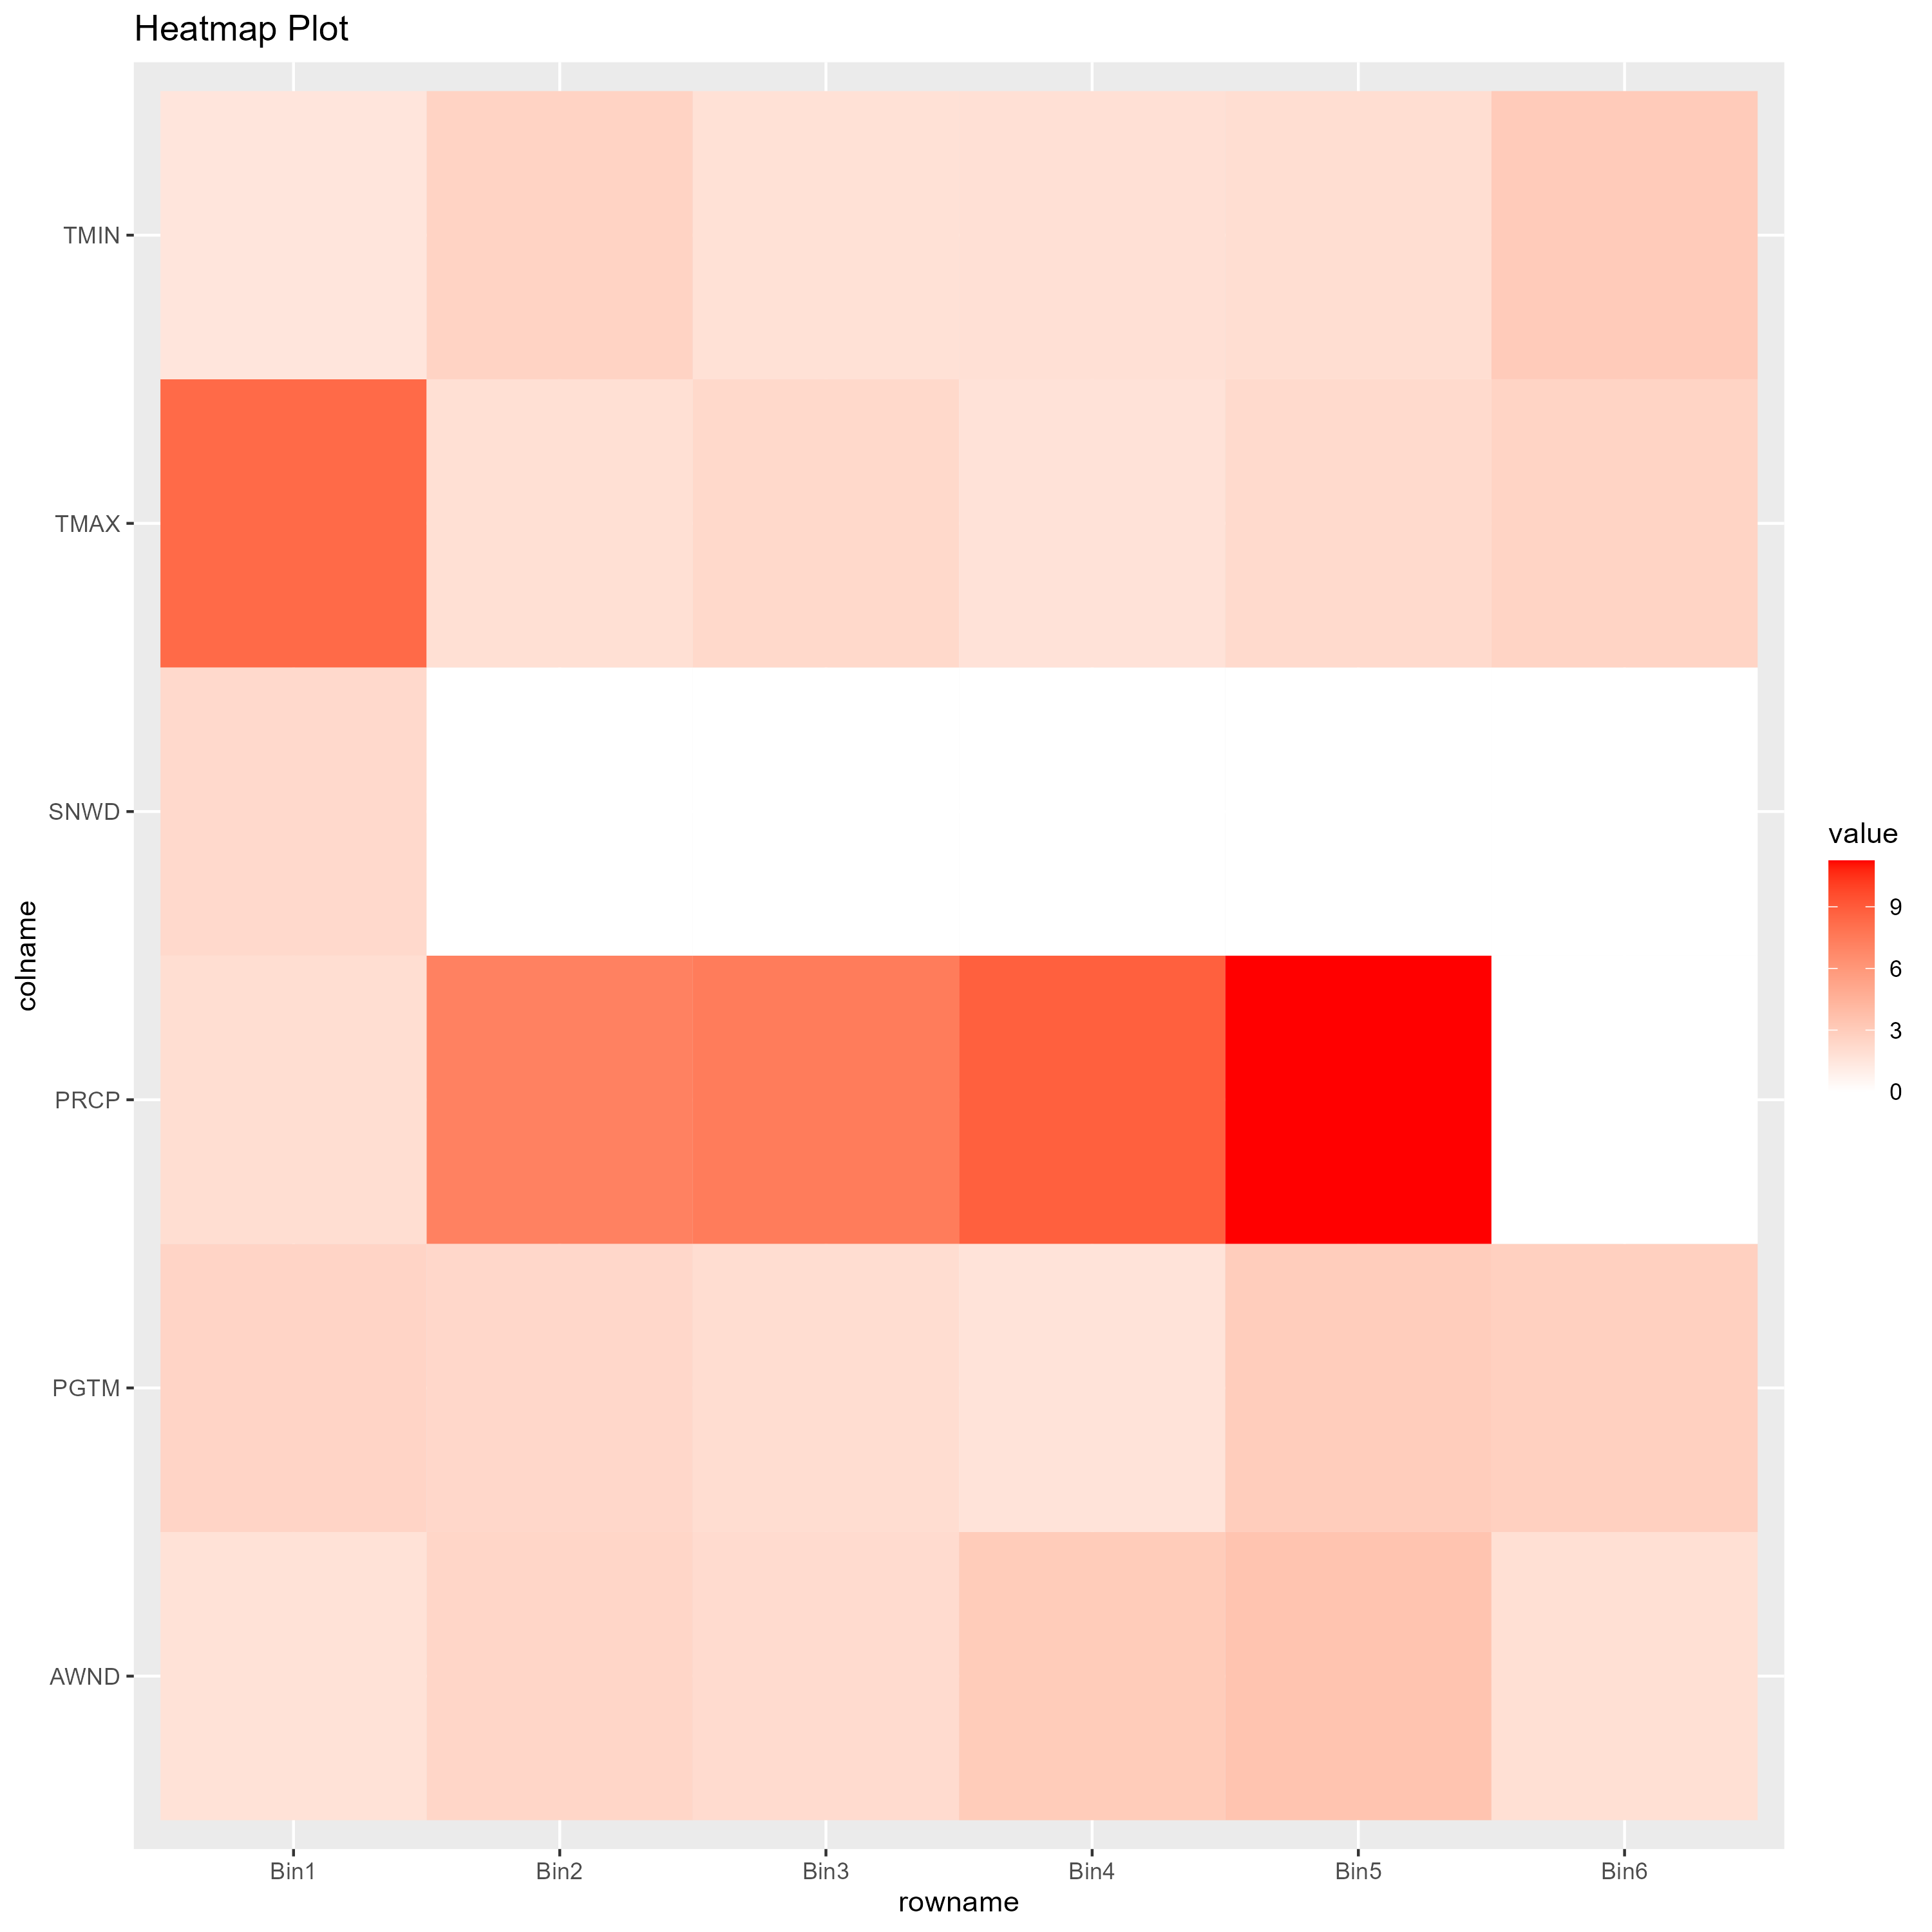 Heatmap Plot
TMIN
TMAX
SNWD
PRCP
PGTM
AWND
colname
Bin1 Bin2 Bin3 Bin4 Bin5 Bin6
rowname
value
9
6
3
0